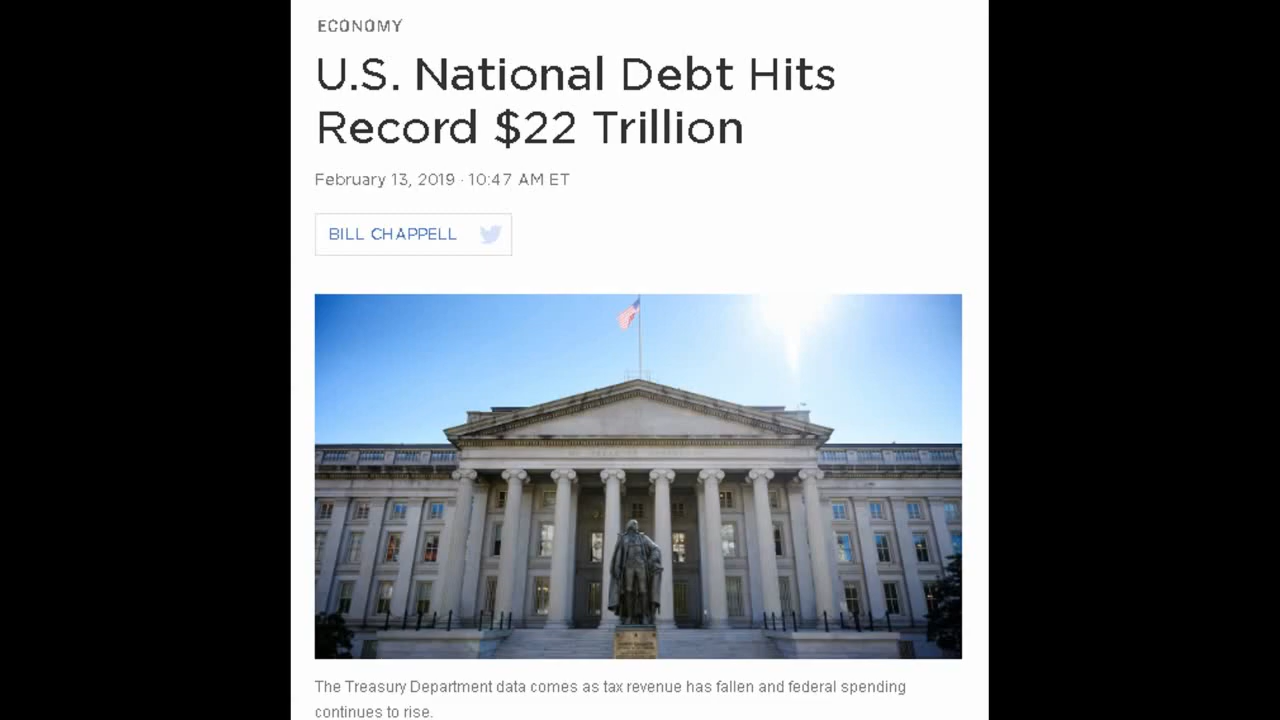 ECONOMY
U.S. National Debt Hits
Record $22 Trillion
February 13, 2019 · 10:47 AM ET
BILL CHAPPELL
The Treasury Department data comes as tax revenue has fallen and federal spending
continues to rise.